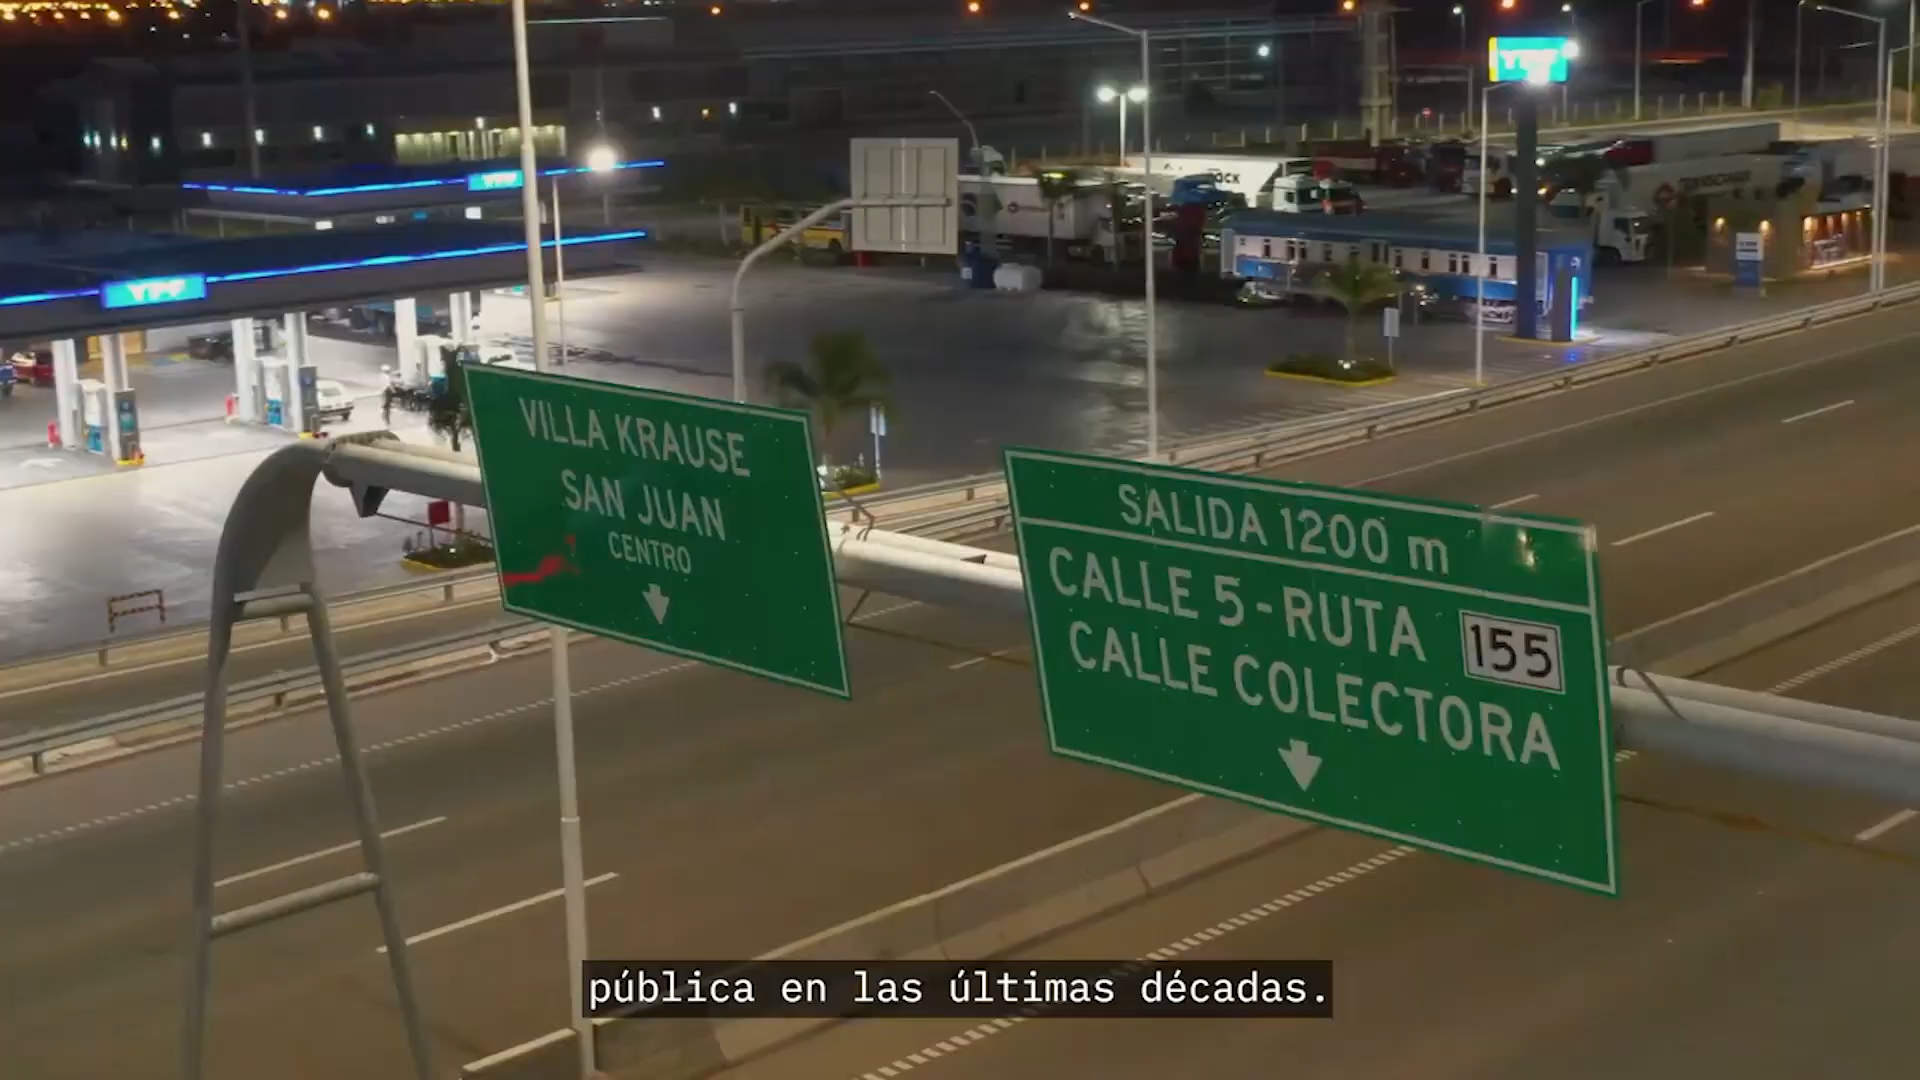 YPF
YPF
YPF
VILLA KRAUSE
SAN JUAN
CENTRO
SALIDA 1200 m
CALLE 5-RUTA 155
CALLE COLECTORA
pública en las últimas décadas.